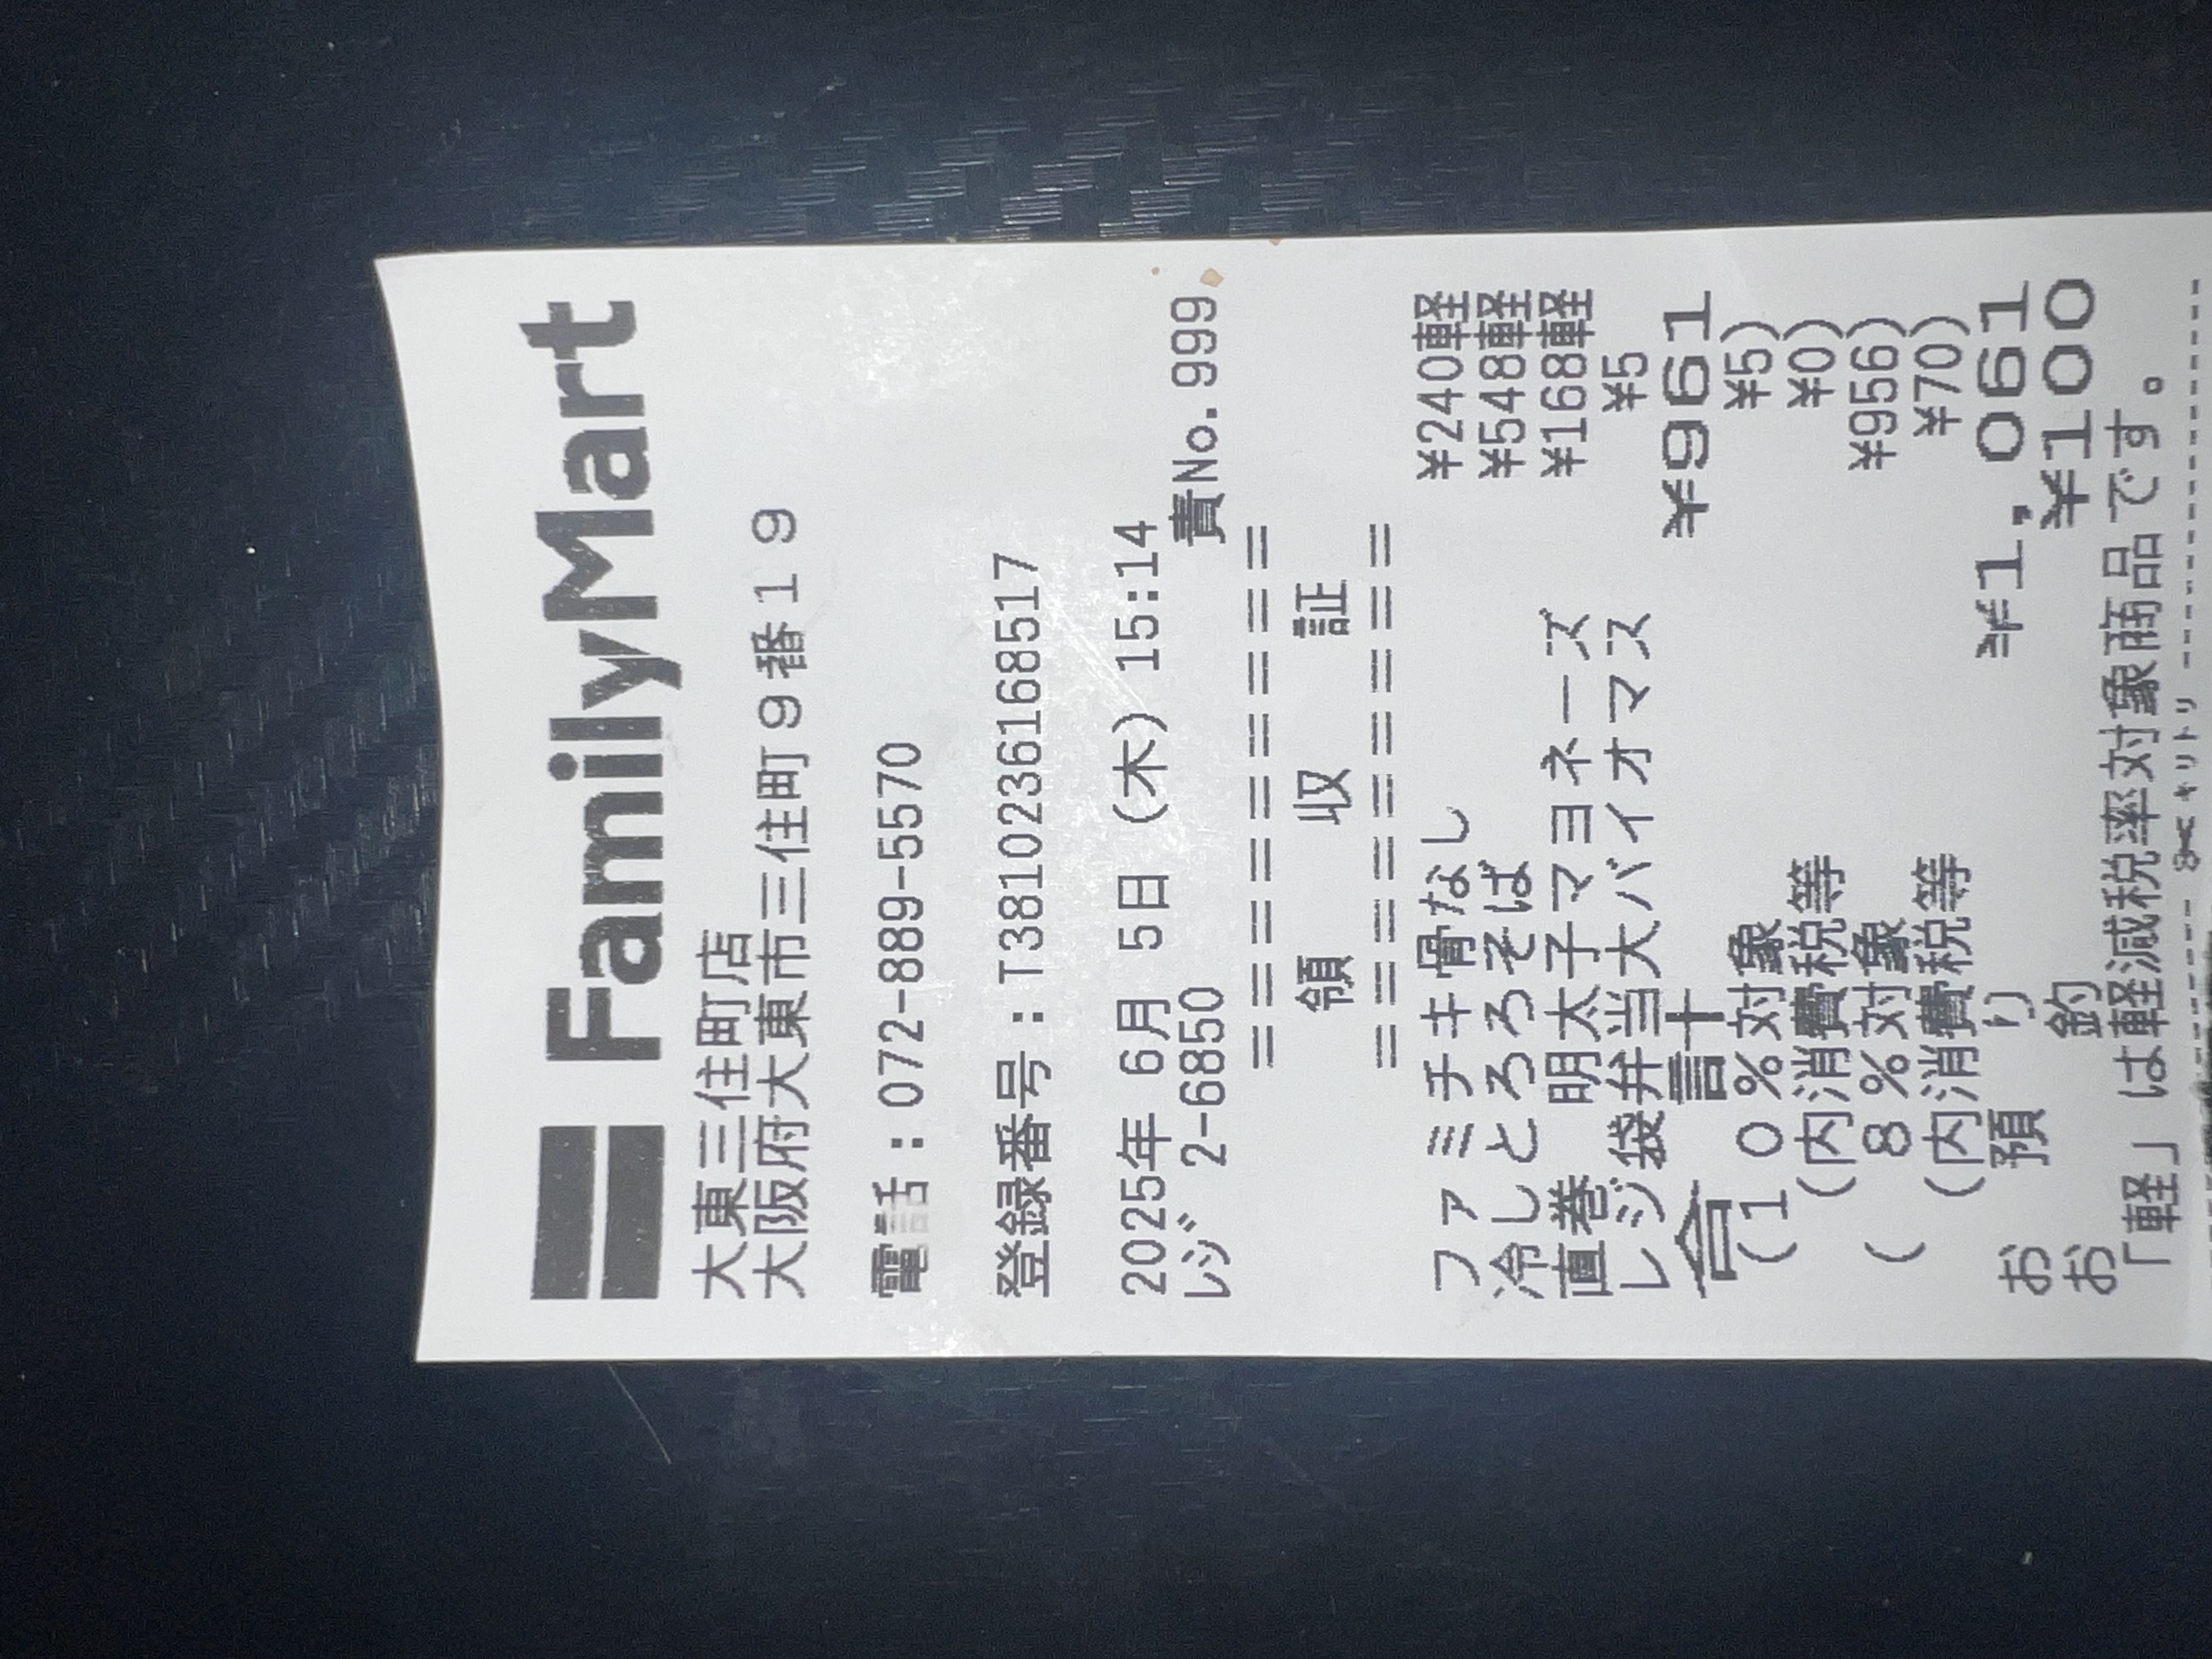 FamilyMart
大東三住町店
大阪府大東市三住町9番19
電話:072-889-5570
登録番号:T3810236168517
2025年 6月 5日 (木) 15:14
レジ 2-6850 責No.999
=========
領 収 証
=========
ファミチキ骨なし ¥240軽
冷しとろろそば ¥548軽
直巻 明太子マヨネーズ ¥168軽
レジ袋弁当大バイオマス ¥5
合 計 ¥961
(10%対象 ¥5)
(内消費税等 ¥0)
( 8%対象 ¥956)
(内消費税等 ¥70)
お 預 り ¥1,061
お 釣 ¥100
「軽」は軽減税率対象商品です。
キリトリ